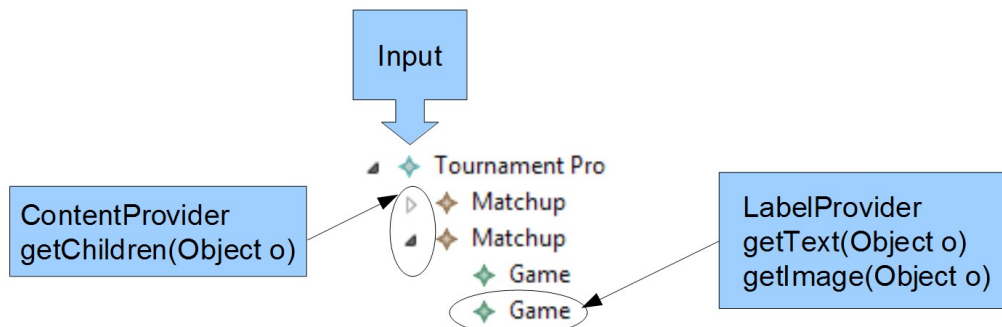 Input
Tournament Pro
ContentProvider
getChildren(Object o)
Matchup
Matchup
Game
Game
LabelProvider
getText(Object o)
getImage(Object o)